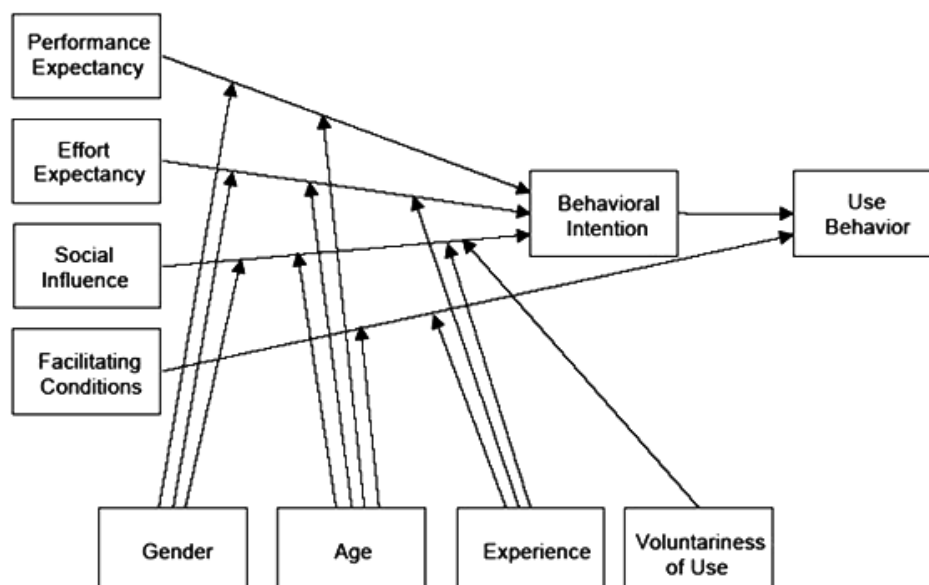 Performance
Expectancy
Effort
Expectancy
Social
Influence
Facilitating
Conditions
Behavioral
Intention
Use
Behavior
Gender
Age
Experience
Voluntariness
of Use